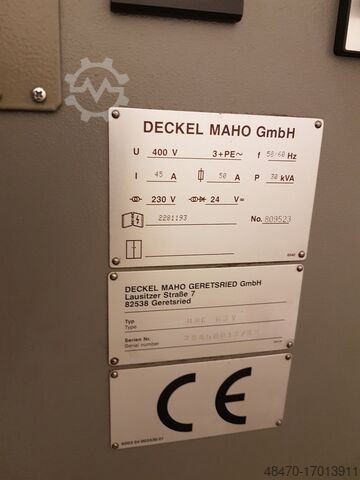 DECKEL MAHO GmbH
U 400 V 3+PE~ f 50/60 Hz
I 45 A 50 A P 30 kVA
230 V 24 V=
2281193 No. 809523
DECKEL MAHO GERETSRIED GmbH
Lausitzer Straße 7
82538 Geretsried
Typ
Type
Serien Nr.
Serial number
CE
48470-17013911